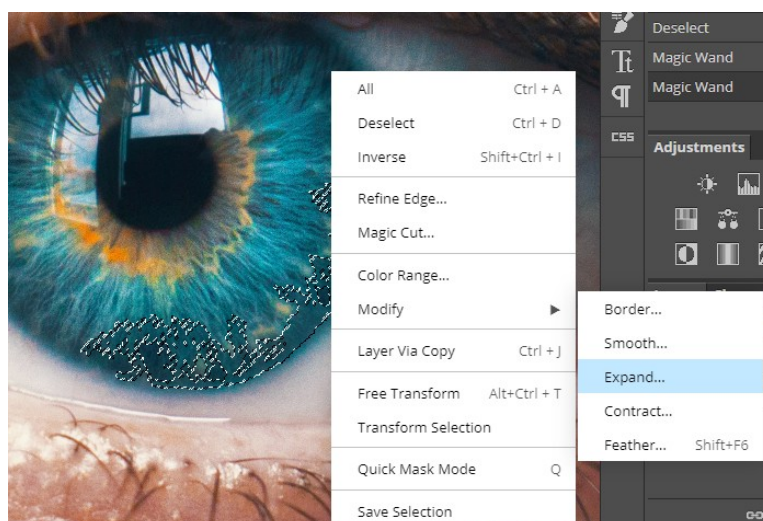 Deselect
Magic Wand
Magic Wand
CSS
Adjustments
All Ctrl + A
Deselect Ctrl + D
Inverse Shift+Ctrl + I
Refine Edge...
Magic Cut...
Color Range...
Modify
Layer Via Copy Ctrl + J
Free Transform Alt+Ctrl + T
Transform Selection
Quick Mask Mode Q
Save Selection
Border...
Smooth...
Expand...
Contract...
Feather... Shift+F6